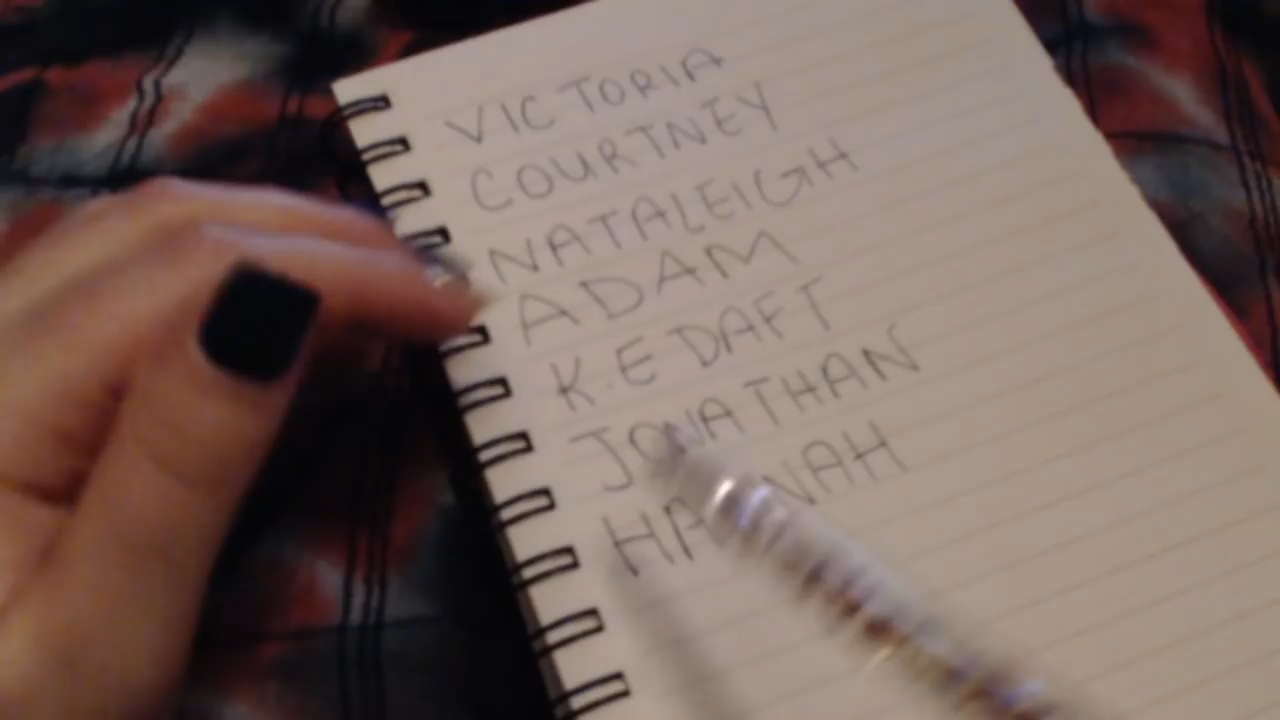 VICTORIA
COURTNEY
NATALEIGH
ADAM
K.E DAFT
JONATHAN
HANNAH